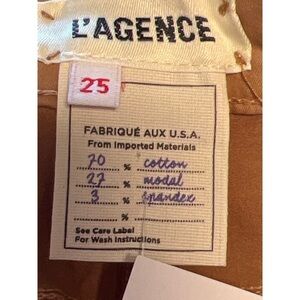 L'AGENCE
25
FABRIQUÉ AUX U.S.A.
From Imported Materials
70 % cotton
27 % modal
3 % spandex
%
See Care Label
For Wash Instructions